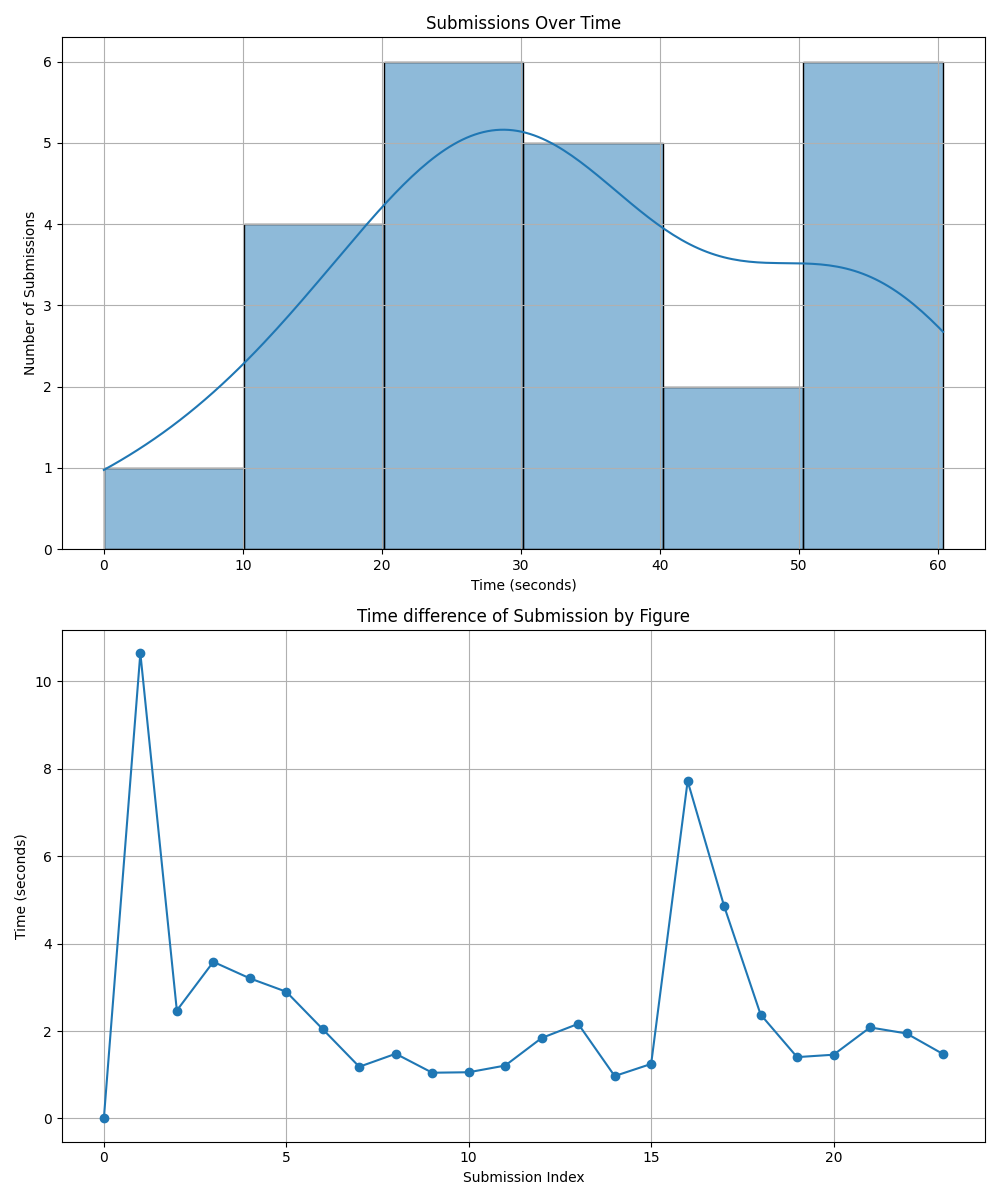 Submissions Over Time
Number of Submissions
6
5
4
3
2
1
0
0 10 20 30 40 50 60
Time (seconds)
Time difference of Submission by Figure
Time (seconds)
10
8
6
4
2
0
0 5 10 15 20
Submission Index